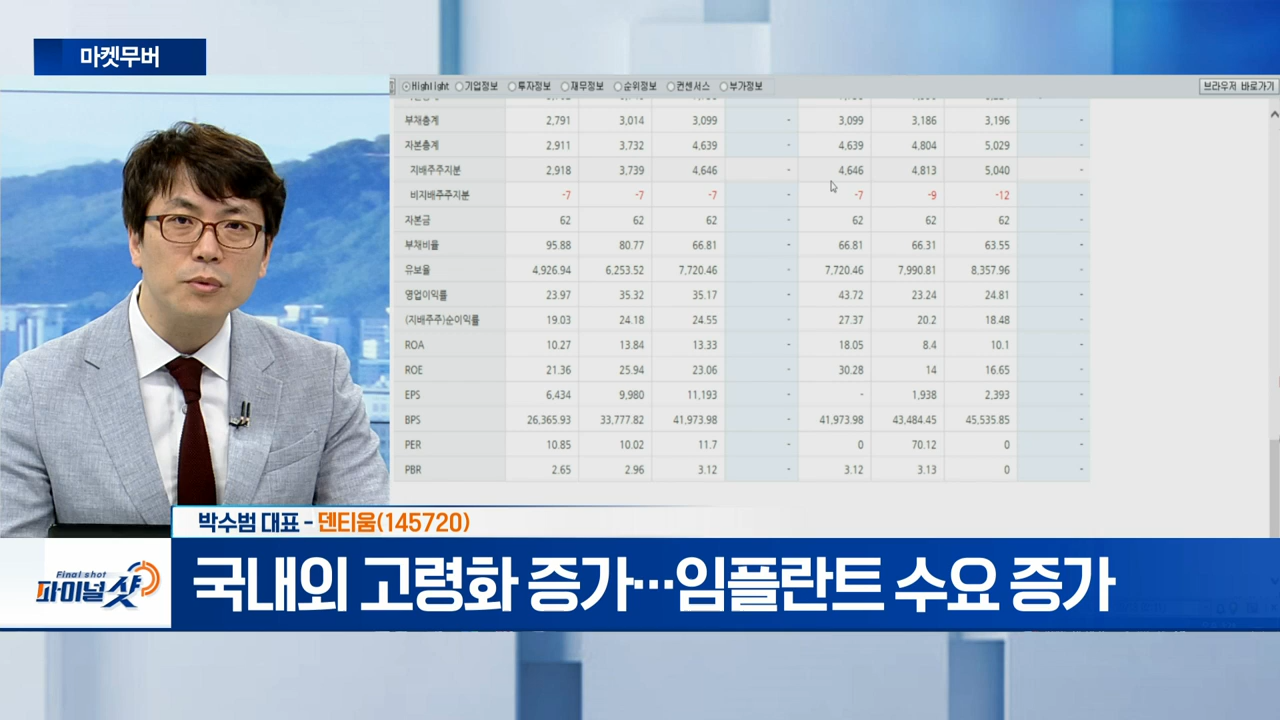 마켓무버
Highlight 기업정보 투자정보 재무정보 순위정보 컨센서스 부가정보 브라우저 바로가기
부채총계 2,791 3,014 3,099 - 3,099 3,186 3,196 -
자본총계 2,911 3,732 4,639 - 4,639 4,804 5,029 -
지배주주지분 2,918 3,739 4,646 - 4,646 4,813 5,040 -
비지배주주지분 -7 -7 -7 - -7 -9 -12 -
자본금 62 62 62 - 62 62 62 -
부채비율 95.88 80.77 66.81 - 66.81 66.31 63.55 -
유보율 4,926.94 6,253.52 7,720.46 - 7,720.46 7,990.81 8,357.96 -
영업이익률 23.97 35.32 35.17 - 43.72 23.24 24.81 -
(지배주주)순이익률 19.03 24.18 24.55 - 27.37 20.2 18.48 -
ROA 10.27 13.84 13.33 - 18.05 8.4 10.1 -
ROE 21.36 25.94 23.06 - 30.28 14 16.65 -
EPS 6,434 9,980 11,193 - - 1,938 2,393 -
BPS 26,365.93 33,777.82 41,973.98 - 41,973.98 43,484.45 45,535.85 -
PER 10.85 10.02 11.7 - 0 70.12 0 -
PBR 2.65 2.96 3.12 - 3.12 3.13 0 -
박수범 대표 - 덴티움(145720)
Final shot
파이널샷
국내외 고령화 증가…임플란트 수요 증가